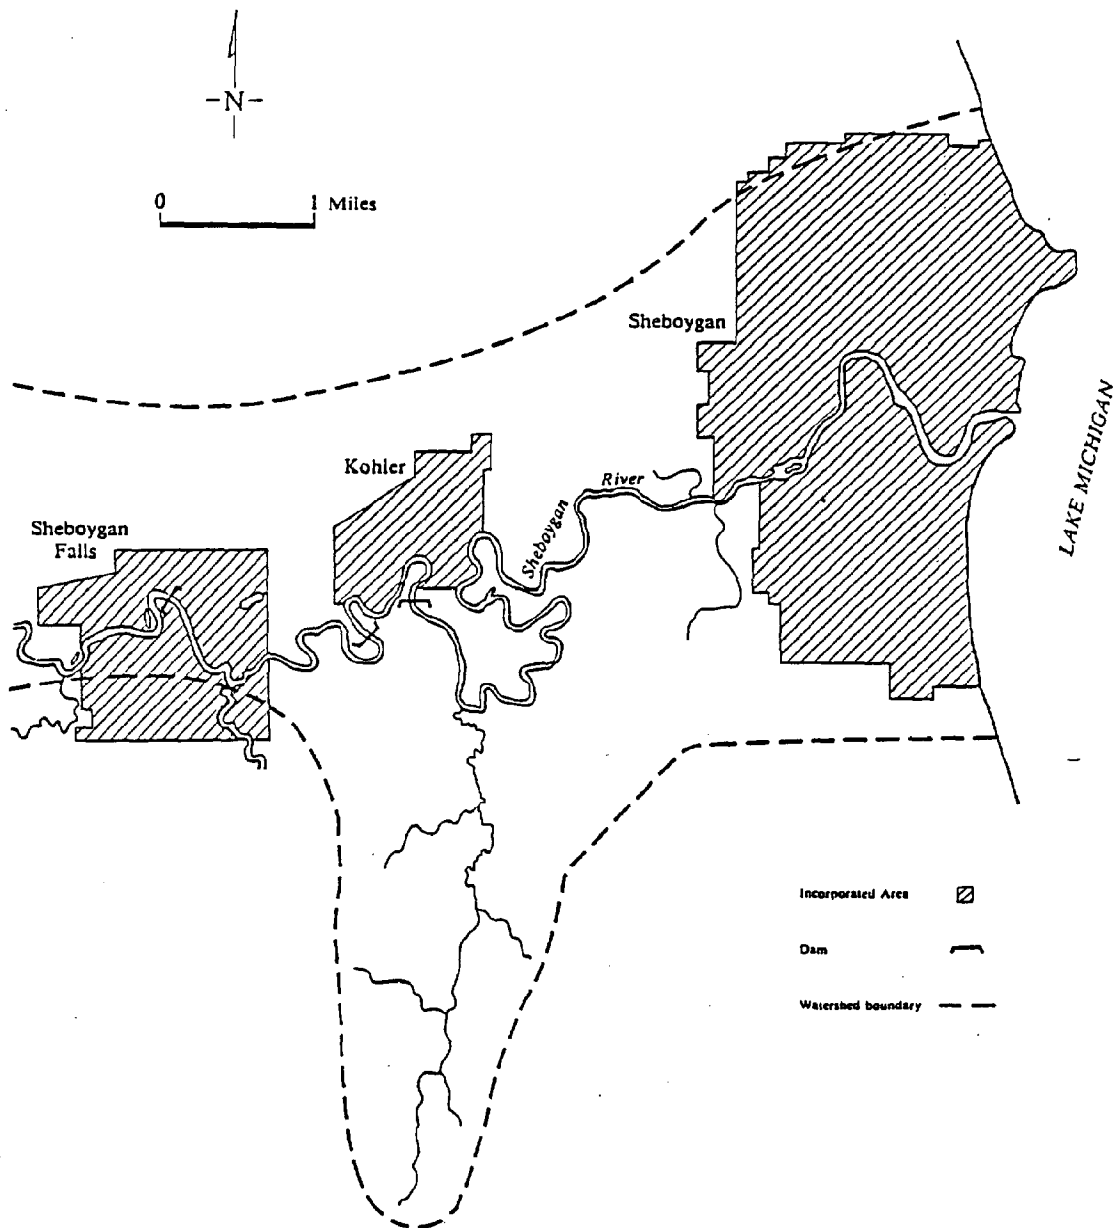 -N-
0 1 Miles
Sheboygan
Kohler
River
Sheboygan
Sheboygan
Falls
LAKE MICHIGAN
Incorporated Area
Dam
Watershed boundary